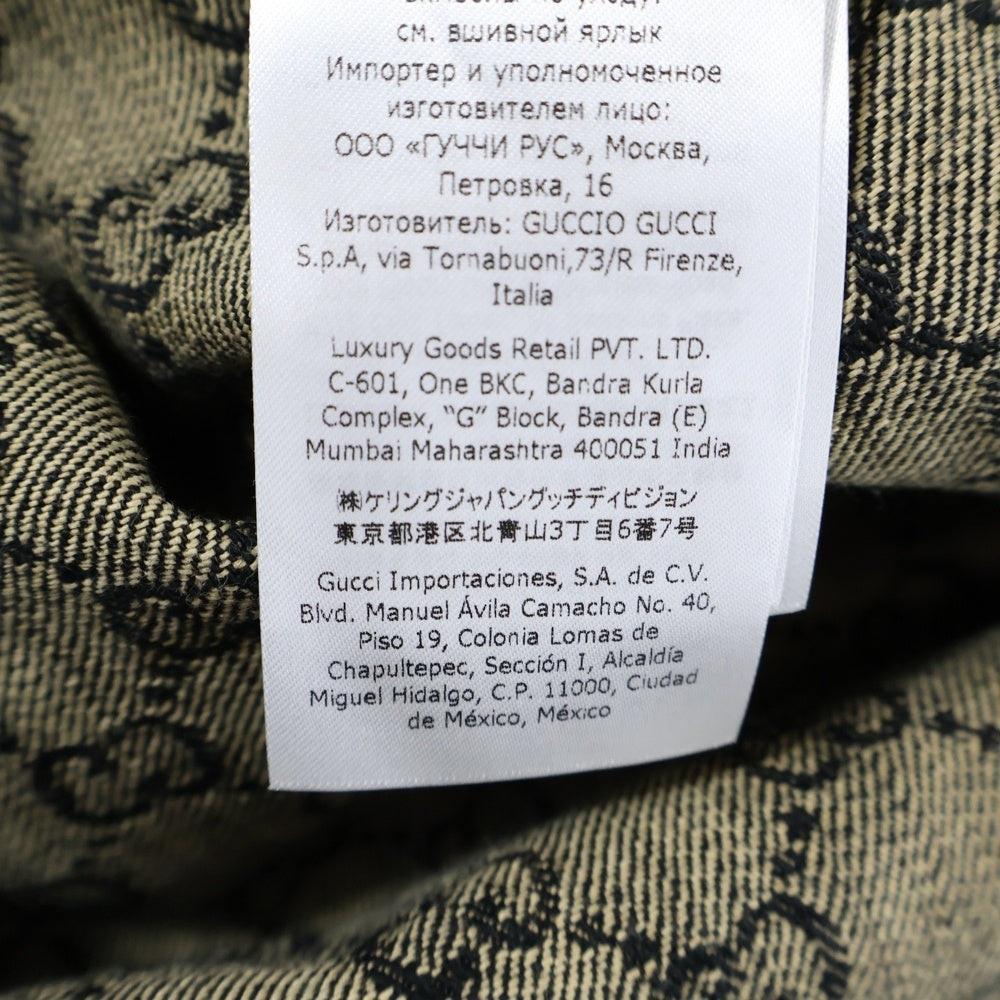 символы по уходу:
см. вшивной ярлык
Импортер и уполномоченное
изготовителем лицо:
ООО «ГУЧЧИ РУС», Москва,
Петровка, 16
Изготовитель: GUCCIO GUCCI
S.p.A, via Tornabuoni,73/R Firenze,
Italia
Luxury Goods Retail PVT. LTD.
C-601, One BKC, Bandra Kurla
Complex, “G” Block, Bandra (E)
Mumbai Maharashtra 400051 India
㈱ケリングジャパングッチディビジョン
東京都港区北青山3丁目6番7号
Gucci Importaciones, S.A. de C.V.
Blvd. Manuel Ávila Camacho No. 40,
Piso 19, Colonia Lomas de
Chapultepec, Sección I, Alcaldía
Miguel Hidalgo, C.P. 11000, Ciudad
de México, México